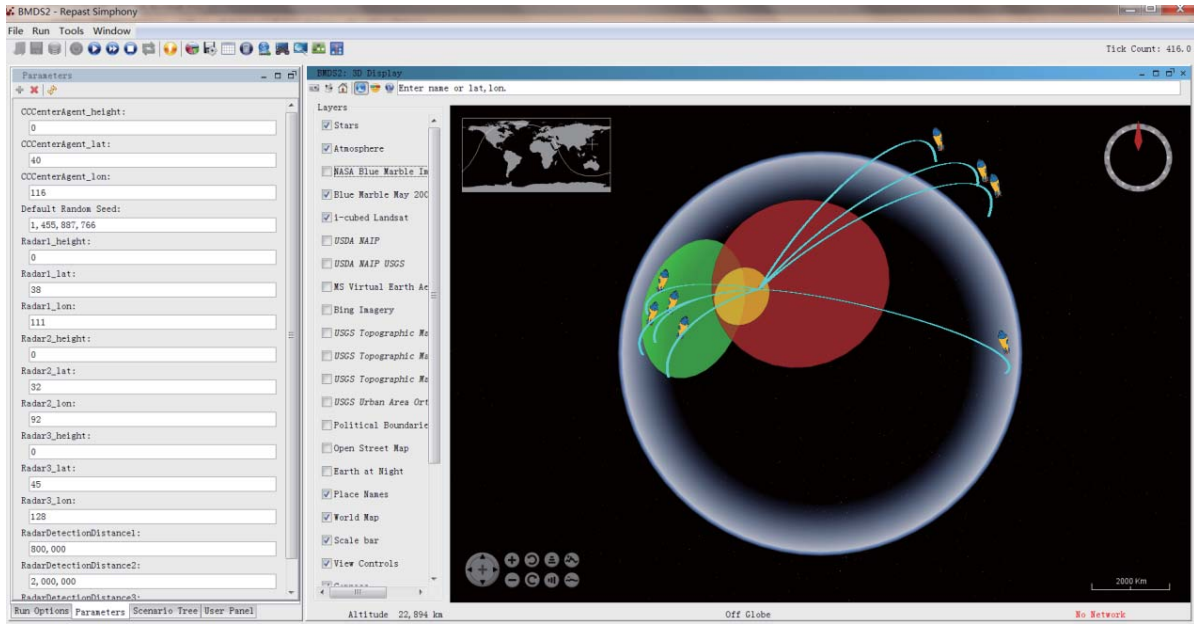 BMDS2 - Repast Simphony
File Run Tools Window
Tick Count: 416.0
Parameters
CCCenterAgent_height:
0
CCCenterAgent_lat:
40
CCCenterAgent_lon:
116
Default Random Seed:
1,455,887,766
Radar1_height:
0
Radar1_lat:
38
Radar1_lon:
111
Radar2_height:
0
Radar2_lat:
32
Radar2_lon:
92
Radar3_height:
0
Radar3_lat:
45
Radar3_lon:
128
RadarDetectionDistance1:
800,000
RadarDetectionDistance2:
2,000,000
RadarDetectionDistance3:
Run Options Parameters Scenario Tree User Panel
BMDS2: 3D Display
Enter name or lat,lon.
Layers
Stars
Atmosphere
NASA Blue Marble Im
Blue Marble May 200
i-cubed Landsat
USDA NAIP
USDA NAIP USGS
MS Virtual Earth Ae
Bing Imagery
USGS Topographic Ma
USGS Topographic Ma
USGS Topographic Ma
USGS Urban Area Ort
Political Boundarie
Open Street Map
Earth at Night
Place Names
World Map
Scale bar
View Controls
2000 Km
Altitude 22,894 km
Off Globe
No Network